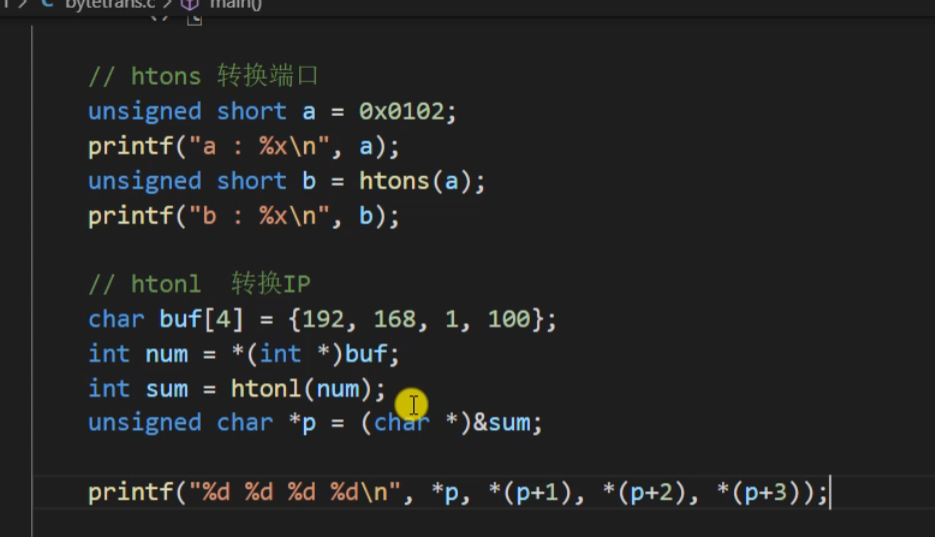 bytetrans.c > main()
// htons 转换端口
unsigned short a = 0x0102;
printf("a : %x\n", a);
unsigned short b = htons(a);
printf("b : %x\n", b);
// htonl  转换IP
char buf[4] = {192, 168, 1, 100};
int num = *(int *)buf;
int sum = htonl(num);
unsigned char *p = (char *)&sum;
printf("%d %d %d %d\n", *p, *(p+1), *(p+2), *(p+3));